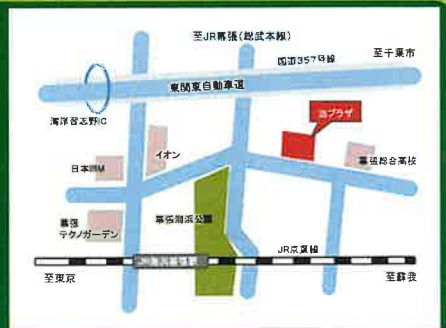 至JR幕張(総武本線)
国道357号線
至千葉市
東関東自動車道
湾岸習志野IC
当プラザ
イオン
日本IBM
幕張総合高校
幕張
テクノガーデン
幕張海浜公園
JR京葉線
JR海浜幕張駅
至東京
至蘇我